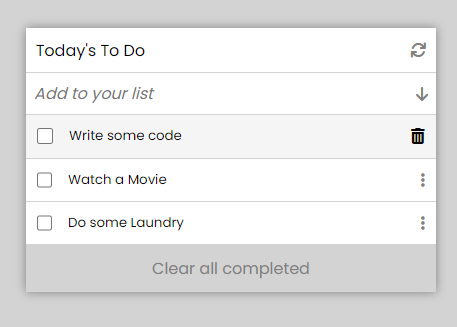 Today's To Do
Add to your list
Write some code
Watch a Movie
Do some Laundry
Clear all completed